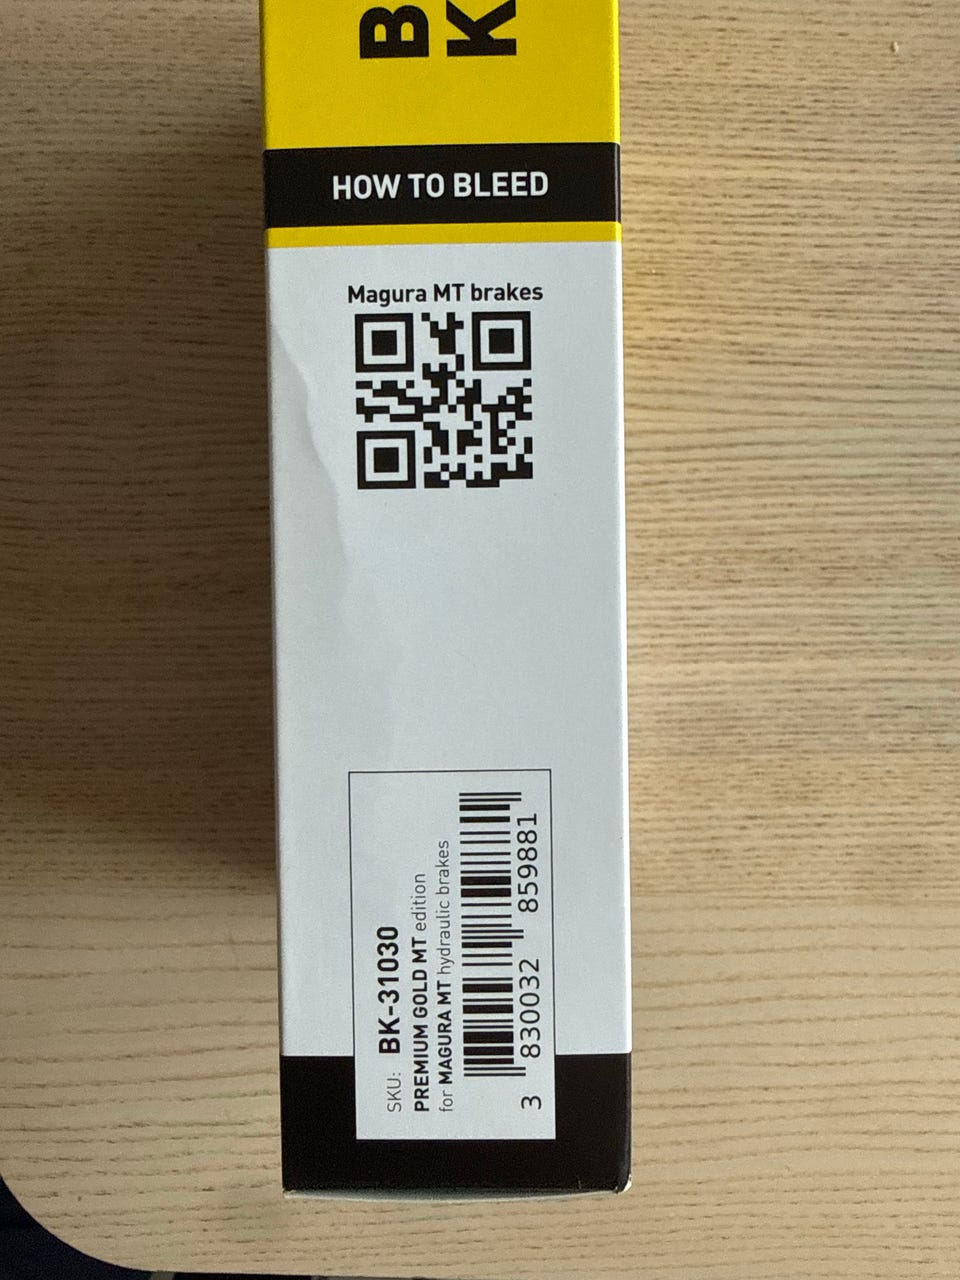 B
K
HOW TO BLEED
Magura MT brakes
SKU: BK-31030
PREMIUM GOLD MT edition
for MAGURA MT hydraulic brakes
3 830032 859881